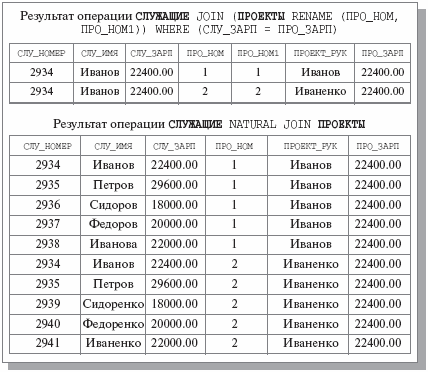 Результат операции СЛУЖАЩИЕ JOIN (ПРОЕКТЫ RENAME (ПРО_НОМ,
ПРО_НОМ1)) WHERE (СЛУ_ЗАРП = ПРО_ЗАРП)
СЛУ_НОМЕР СЛУ_ИМЯ СЛУ_ЗАРП ПРО_НОМ ПРО_НОМ1 ПРОЕКТ_РУК ПРО_ЗАРП
2934 Иванов 22400.00 1 1 Иванов 22400.00
2934 Иванов 22400.00 2 2 Иваненко 22400.00
Результат операции СЛУЖАЩИЕ NATURAL JOIN ПРОЕКТЫ
СЛУ_НОМЕР СЛУ_ИМЯ СЛУ_ЗАРП ПРО_НОМ ПРОЕКТ_РУК ПРО_ЗАРП
2934 Иванов 22400.00 1 Иванов 22400.00
2935 Петров 29600.00 1 Иванов 22400.00
2936 Сидоров 18000.00 1 Иванов 22400.00
2937 Федоров 20000.00 1 Иванов 22400.00
2938 Иванова 22000.00 1 Иванов 22400.00
2934 Иванов 22400.00 2 Иваненко 22400.00
2935 Петров 29600.00 2 Иваненко 22400.00
2939 Сидоренко 18000.00 2 Иваненко 22400.00
2940 Федоренко 20000.00 2 Иваненко 22400.00
2941 Иваненко 22000.00 2 Иваненко 22400.00